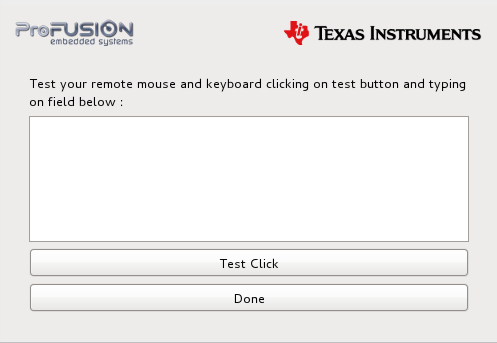 ProFUSION
embedded systems
TEXAS INSTRUMENTS
Test your remote mouse and keyboard clicking on test button and typing
on field below :
Test Click
Done